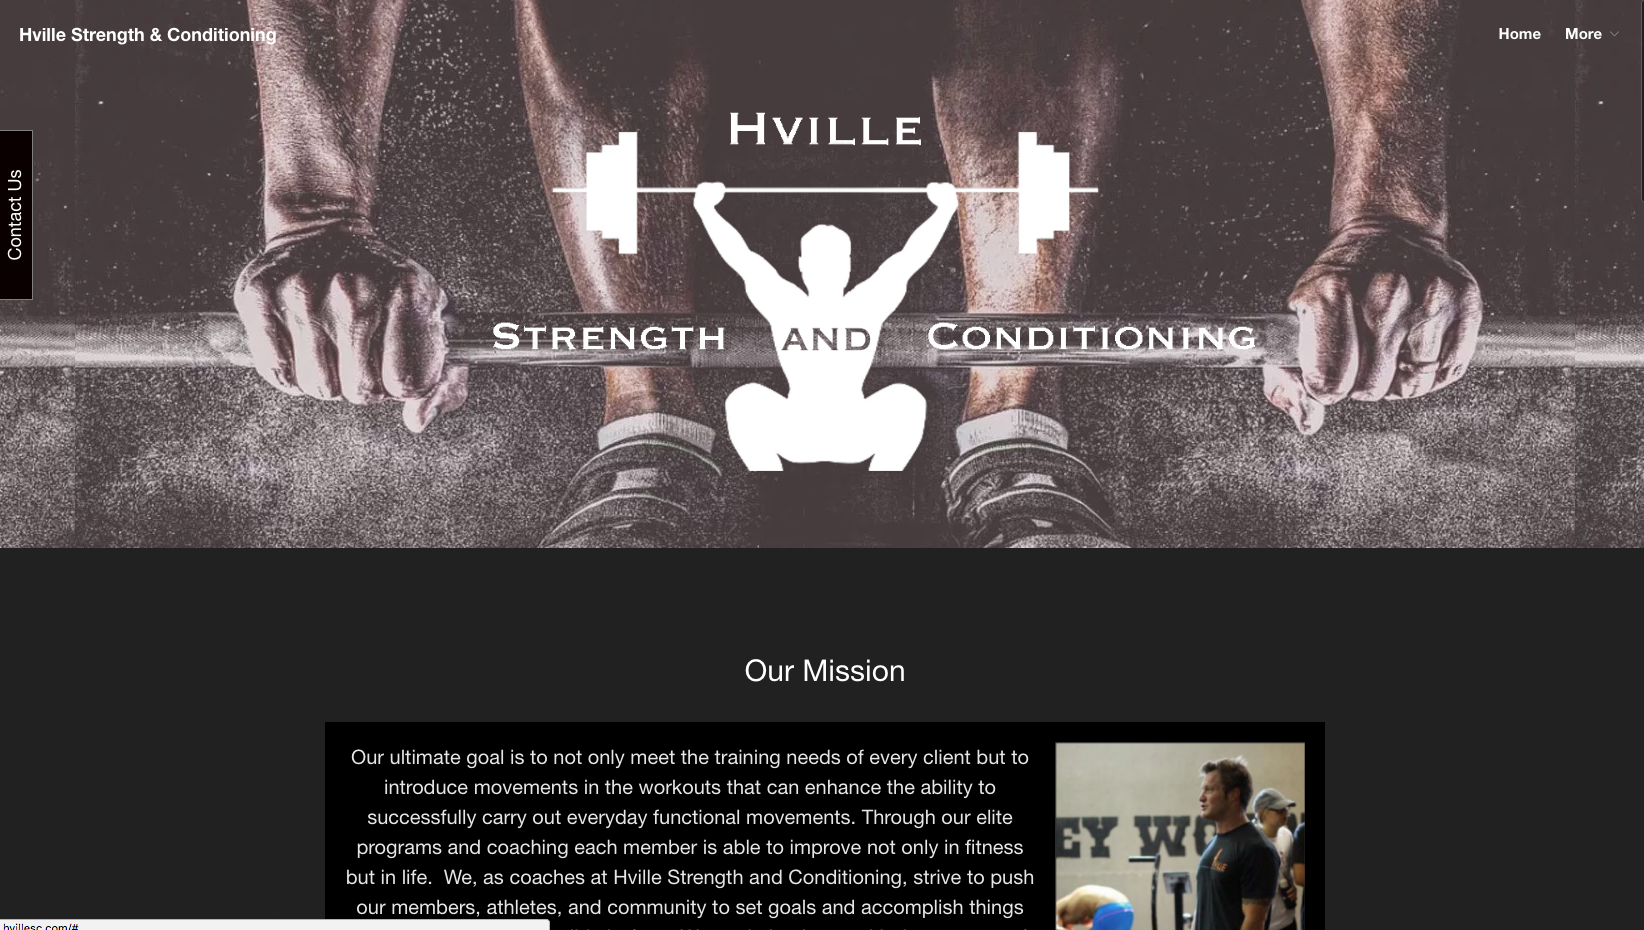 Hville Strength & Conditioning
Home
More
Contact Us
HVILLE
STRENGTH AND CONDITIONING
Our Mission
Our ultimate goal is to not only meet the training needs of every client but to
introduce movements in the workouts that can enhance the ability to
successfully carry out everyday functional movements. Through our elite
programs and coaching each member is able to improve not only in fitness
but in life.  We, as coaches at Hville Strength and Conditioning, strive to push
our members, athletes, and community to set goals and accomplish things
EY WO
hvillesc.com/#